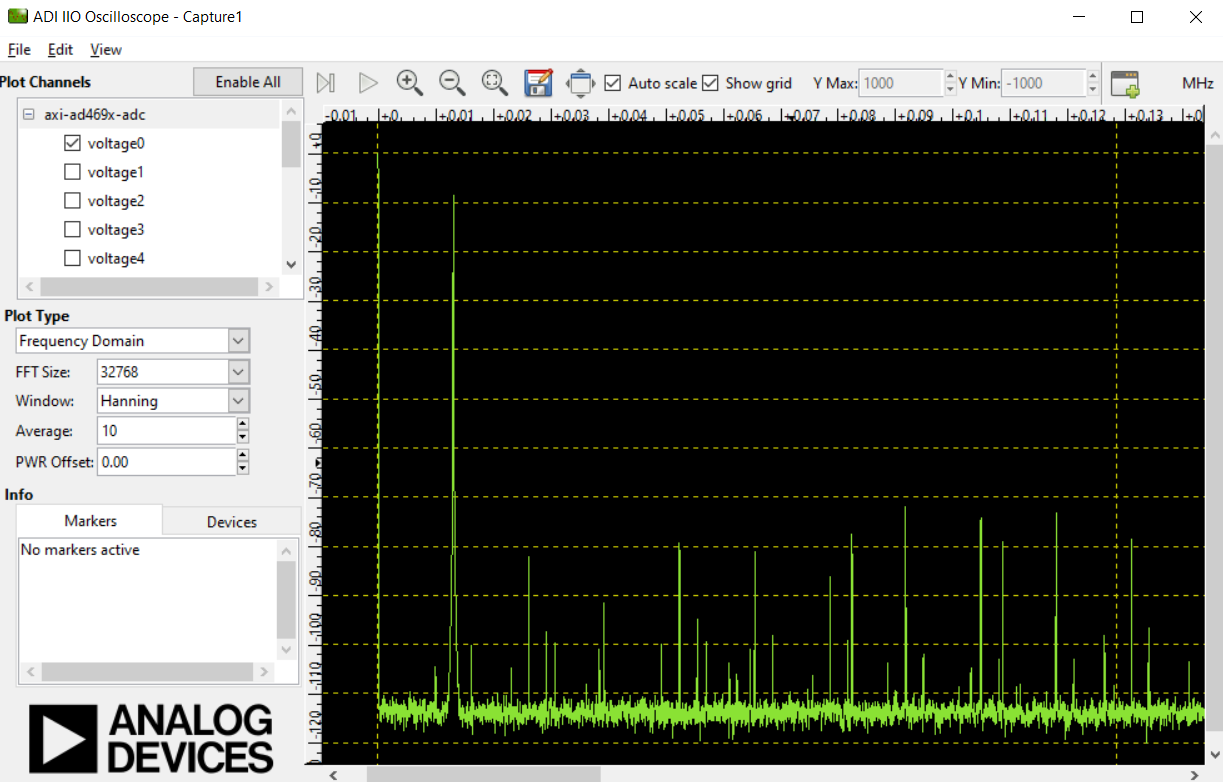 ADI IIO Oscilloscope - Capture1
File Edit View
Plot Channels Enable All Auto scale Show grid Y Max: 1000 Y Min: -1000 MHz
axi-ad469x-adc
voltage0
voltage1
voltage2
voltage3
voltage4
Plot Type
Frequency Domain
FFT Size: 32768
Window: Hanning
Average: 10
PWR Offset: 0.00
Info
Markers Devices
No markers active
ANALOG
DEVICES
-0.01 +0. +0.01 +0.02 +0.03 +0.04 +0.05 +0.06 +0.07 +0.08 +0.09 +0.1 +0.11 +0.12 +0.13 +0
+0
-10
-20
-30
-40
-50
-60
-70
-80
-90
-100
-110
-120